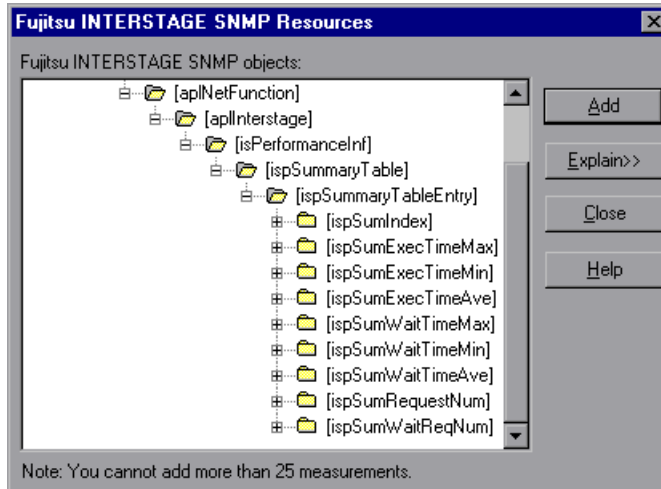 Fujitsu INTERSTAGE SNMP Resources
Fujitsu INTERSTAGE SNMP objects:
[aplNetFunction]
[aplInterstage]
[isPerformanceInf]
[ispSummaryTable]
[ispSummaryTableEntry]
[ispSumIndex]
[ispSumExecTimeMax]
[ispSumExecTimeMin]
[ispSumExecTimeAve]
[ispSumWaitTimeMax]
[ispSumWaitTimeMin]
[ispSumWaitTimeAve]
[ispSumRequestNum]
[ispSumWaitReqNum]
Add
Explain>>
Close
Help
Note: You cannot add more than 25 measurements.